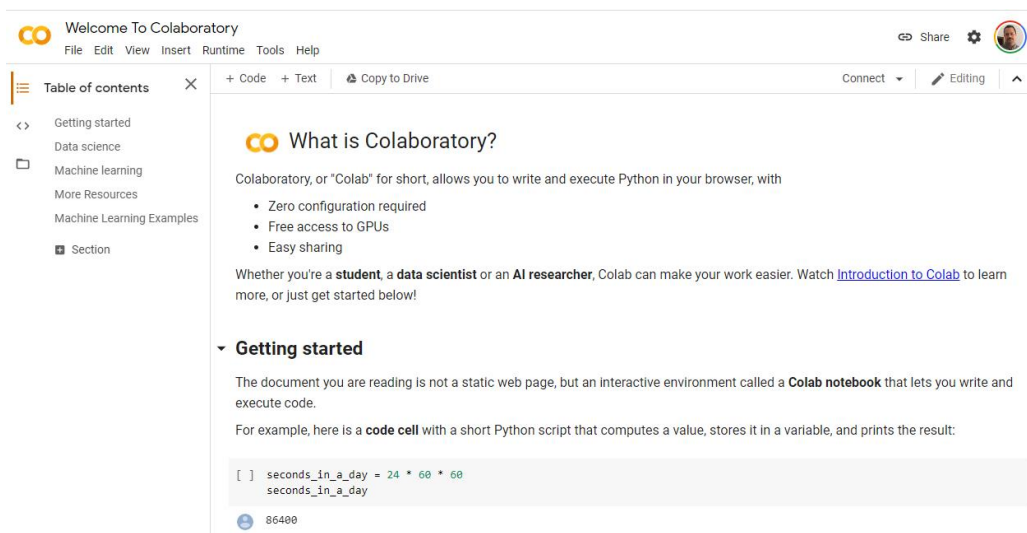 CO Welcome To Colaboratory
File Edit View Insert Runtime Tools Help
Share
Table of contents
Getting started
Data science
Machine learning
More Resources
Machine Learning Examples
Section
+ Code + Text Copy to Drive
Connect Editing
CO What is Colaboratory?
Colaboratory, or "Colab" for short, allows you to write and execute Python in your browser, with
• Zero configuration required
• Free access to GPUs
• Easy sharing
Whether you're a student, a data scientist or an AI researcher, Colab can make your work easier. Watch Introduction to Colab to learn
more, or just get started below!
Getting started
The document you are reading is not a static web page, but an interactive environment called a Colab notebook that lets you write and
execute code.
For example, here is a code cell with a short Python script that computes a value, stores it in a variable, and prints the result:
[ ] seconds_in_a_day = 24 * 60 * 60
seconds_in_a_day
86400